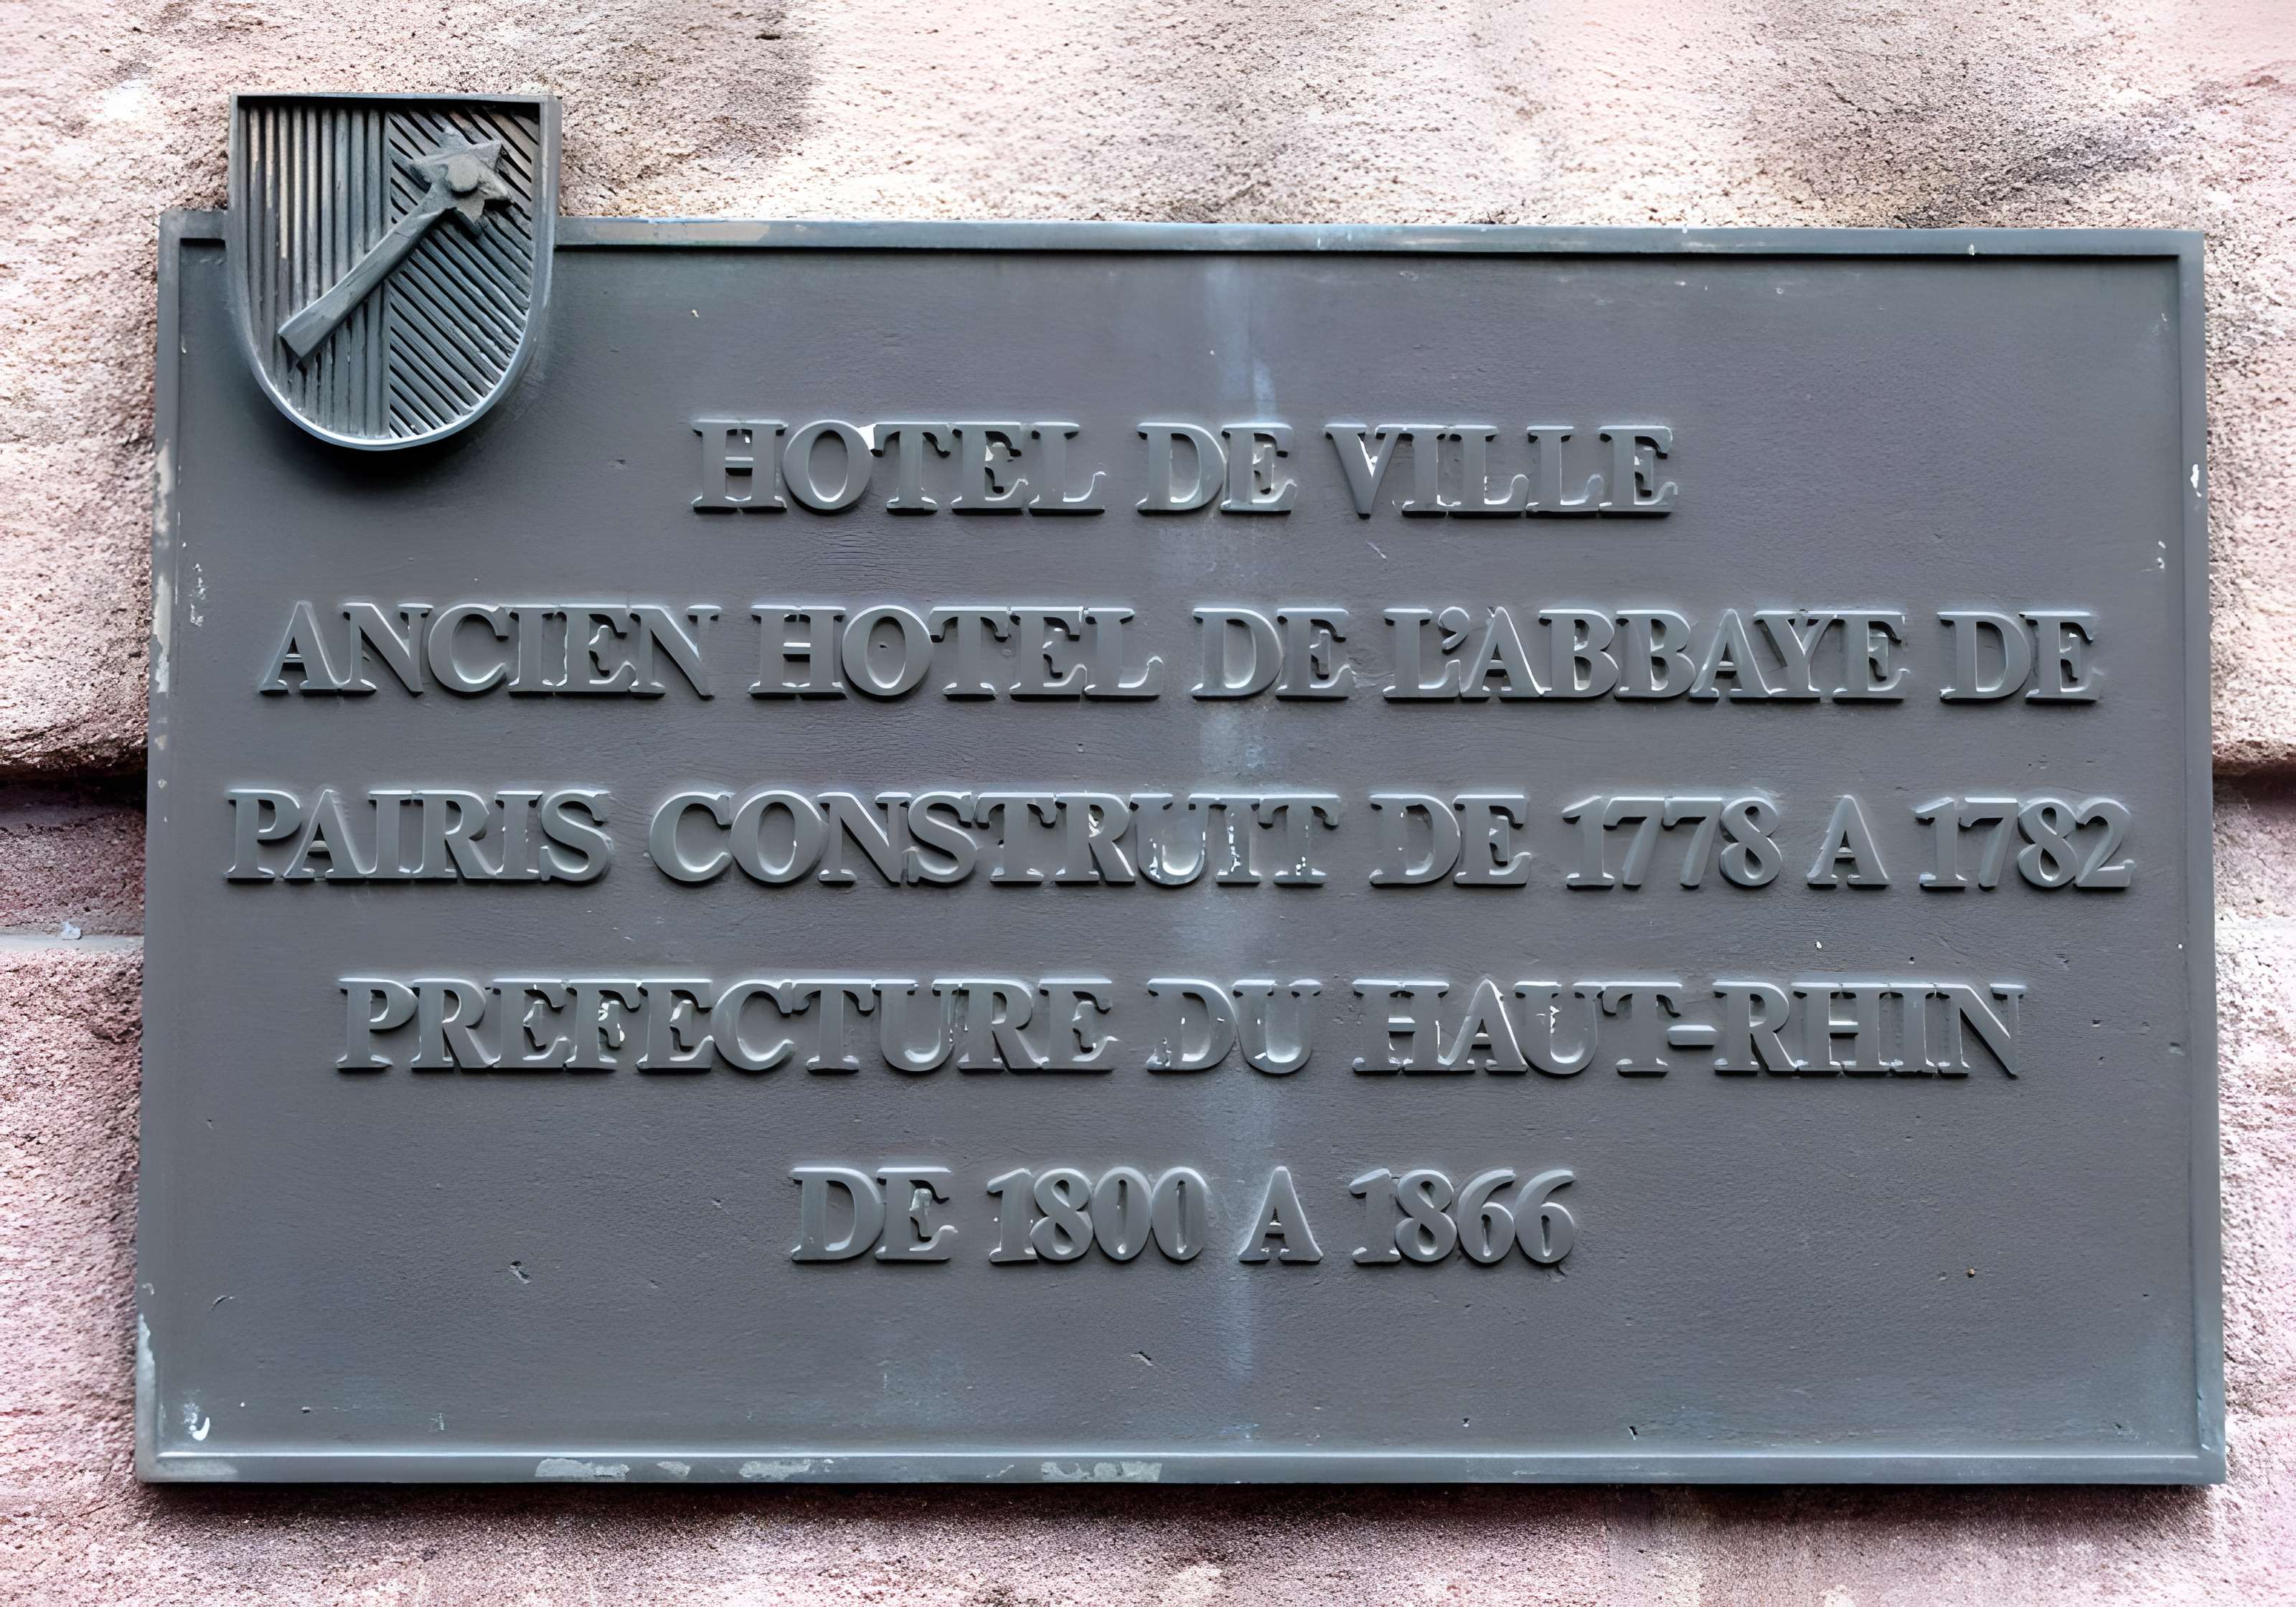 HOTEL DE VILLE
ANCIEN HOTEL DE L'ABBAYE DE
PAIRIS CONSTRUIT DE 1778 A 1782
PREFECTURE DU HAUT-RHIN
DE 1800 A 1866